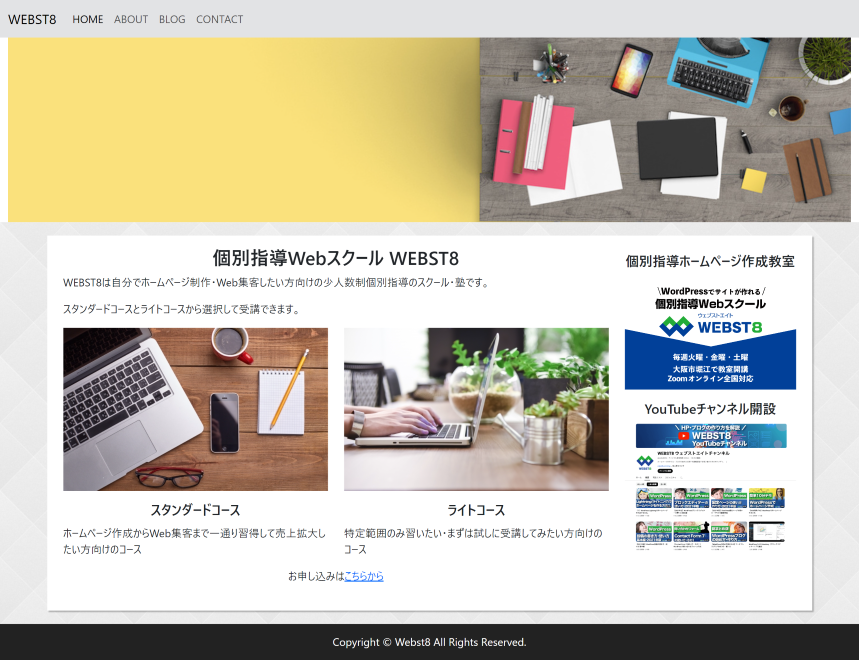 WEBST8 HOME ABOUT BLOG CONTACT
個別指導Webスクール WEBST8
WEBST8は自分でホームページ制作・Web集客したい方向けの少人数制個別指導のスクール・塾です。
スタンダードコースとライトコースから選択して受講できます。
スタンダードコース
ホームページ作成からWeb集客まで一通り習得して売上拡大し
たい方向けのコース
ライトコース
特定範囲のみ習いたい・まずは試しに受講してみたい方向けの
コース
お申し込みはこちらから
個別指導ホームページ作成教室
\WordPressでサイトが作れる/
個別指導Webスクール
ウェブストエイト
WEBST8
毎週火曜・金曜・土曜
大阪市堀江で教室開講
Zoomオンライン全国対応
YouTubeチャンネル開設
\ HP・ブログの作り方を解説 /
WEBST8
YouTubeチャンネル
WEBST8 ウェブストエイトチャンネル
Copyright © Webst8 All Rights Reserved.